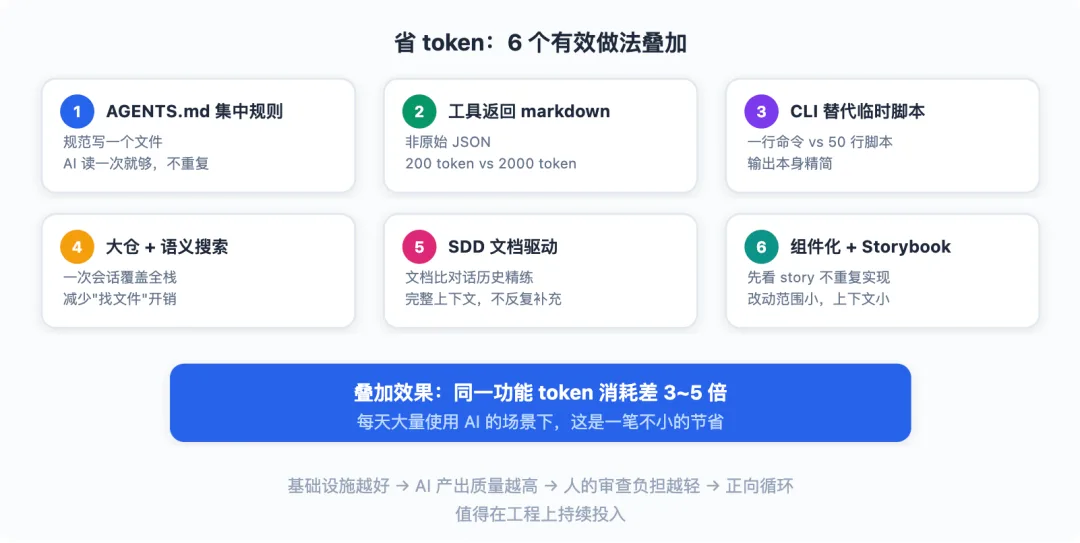 省 token：6 个有效做法叠加
1 AGENTS.md 集中规则
规范写一个文件
AI 读一次就够，不重复
2 工具返回 markdown
非原始 JSON
200 token vs 2000 token
3 CLI 替代临时脚本
一行命令 vs 50 行脚本
输出本身精简
4 大仓 + 语义搜索
一次会话覆盖全栈
减少"找文件"开销
5 SDD 文档驱动
文档比对话历史精练
完整上下文，不反复补充
6 组件化 + Storybook
先看 story 不重复实现
改动范围小，上下文小
叠加效果：同一功能 token 消耗差 3~5 倍
每天大量使用 AI 的场景下，这是一笔不小的节省
基础设施越好 → AI 产出质量越高 → 人的审查负担越轻 → 正向循环
值得在工程上持续投入